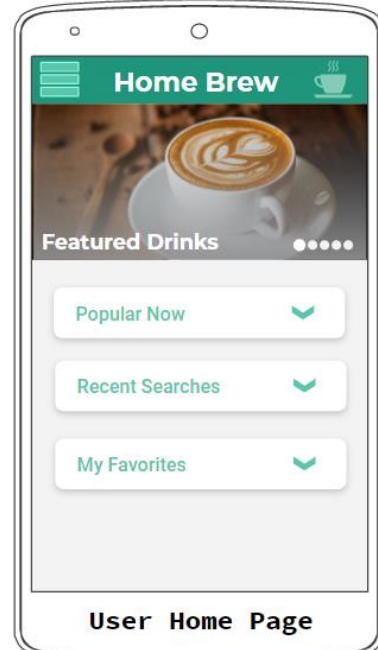 Home Brew
Featured Drinks
Popular Now
Recent Searches
My Favorites
User Home Page